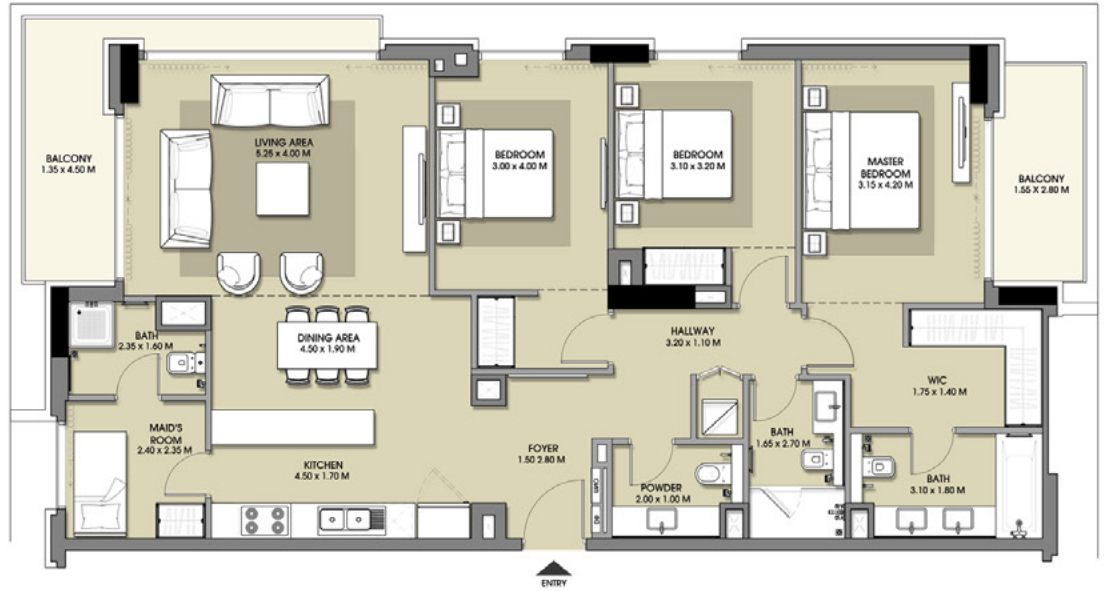 LIVING AREA
5.25 x 4.00 M
BALCONY
1.35 x 4.50 M
BEDROOM
3.00 x 4.00 M
BEDROOM
3.10 x 3.20 M
MASTER
BEDROOM
3.15 x 4.20 M
BALCONY
1.55 X 2.80 M
BATH
2.35 x 1.60 M
DINING AREA
4.50 x 1.90 M
HALLWAY
3.20 x 1.10 M
WIC
1.75 x 1.40 M
MAID'S
ROOM
2.40 x 2.35 M
KITCHEN
4.50 x 1.70 M
FOYER
1.50 2.80 M
BATH
1.65 x 2.70 M
POWDER
2.00 x 1.00 M
BATH
3.10 x 1.80 M
ENTRY